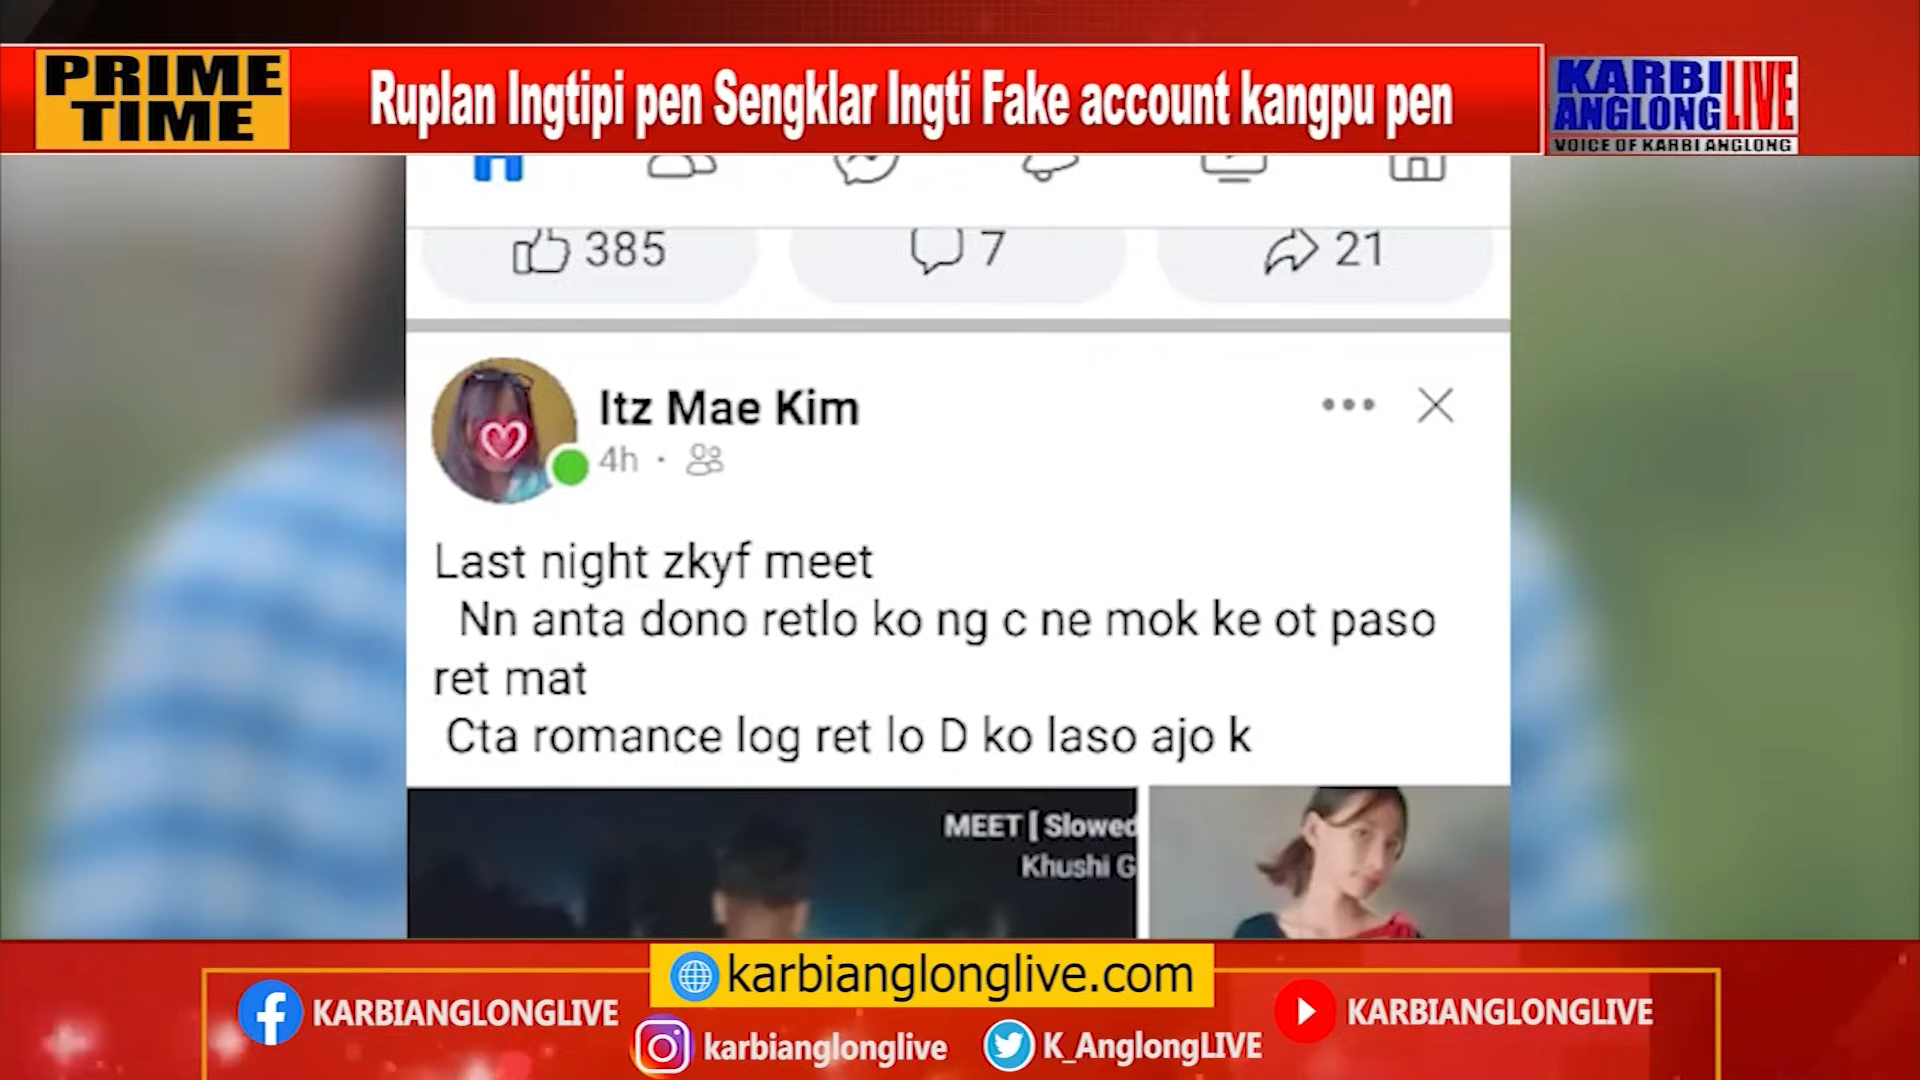 PRIME
TIME
Ruplan Ingtipi pen Sengklar Ingti Fake account kangpu pen
KARBI
ANGLONG LIVE
VOICE OF KARBI ANGLONG
385
7
21
Itz Mae Kim
4h
Last night zkyf meet
Nn anta dono retlo ko ng c ne mok ke ot paso
ret mat
Cta romance log ret lo D ko laso ajo k
MEET [ Slowed
Khushi G
karbianglonglive.com
KARBIANGLONGLIVE
karbianglonglive
K_AnglongLIVE
KARBIANGLONGLIVE